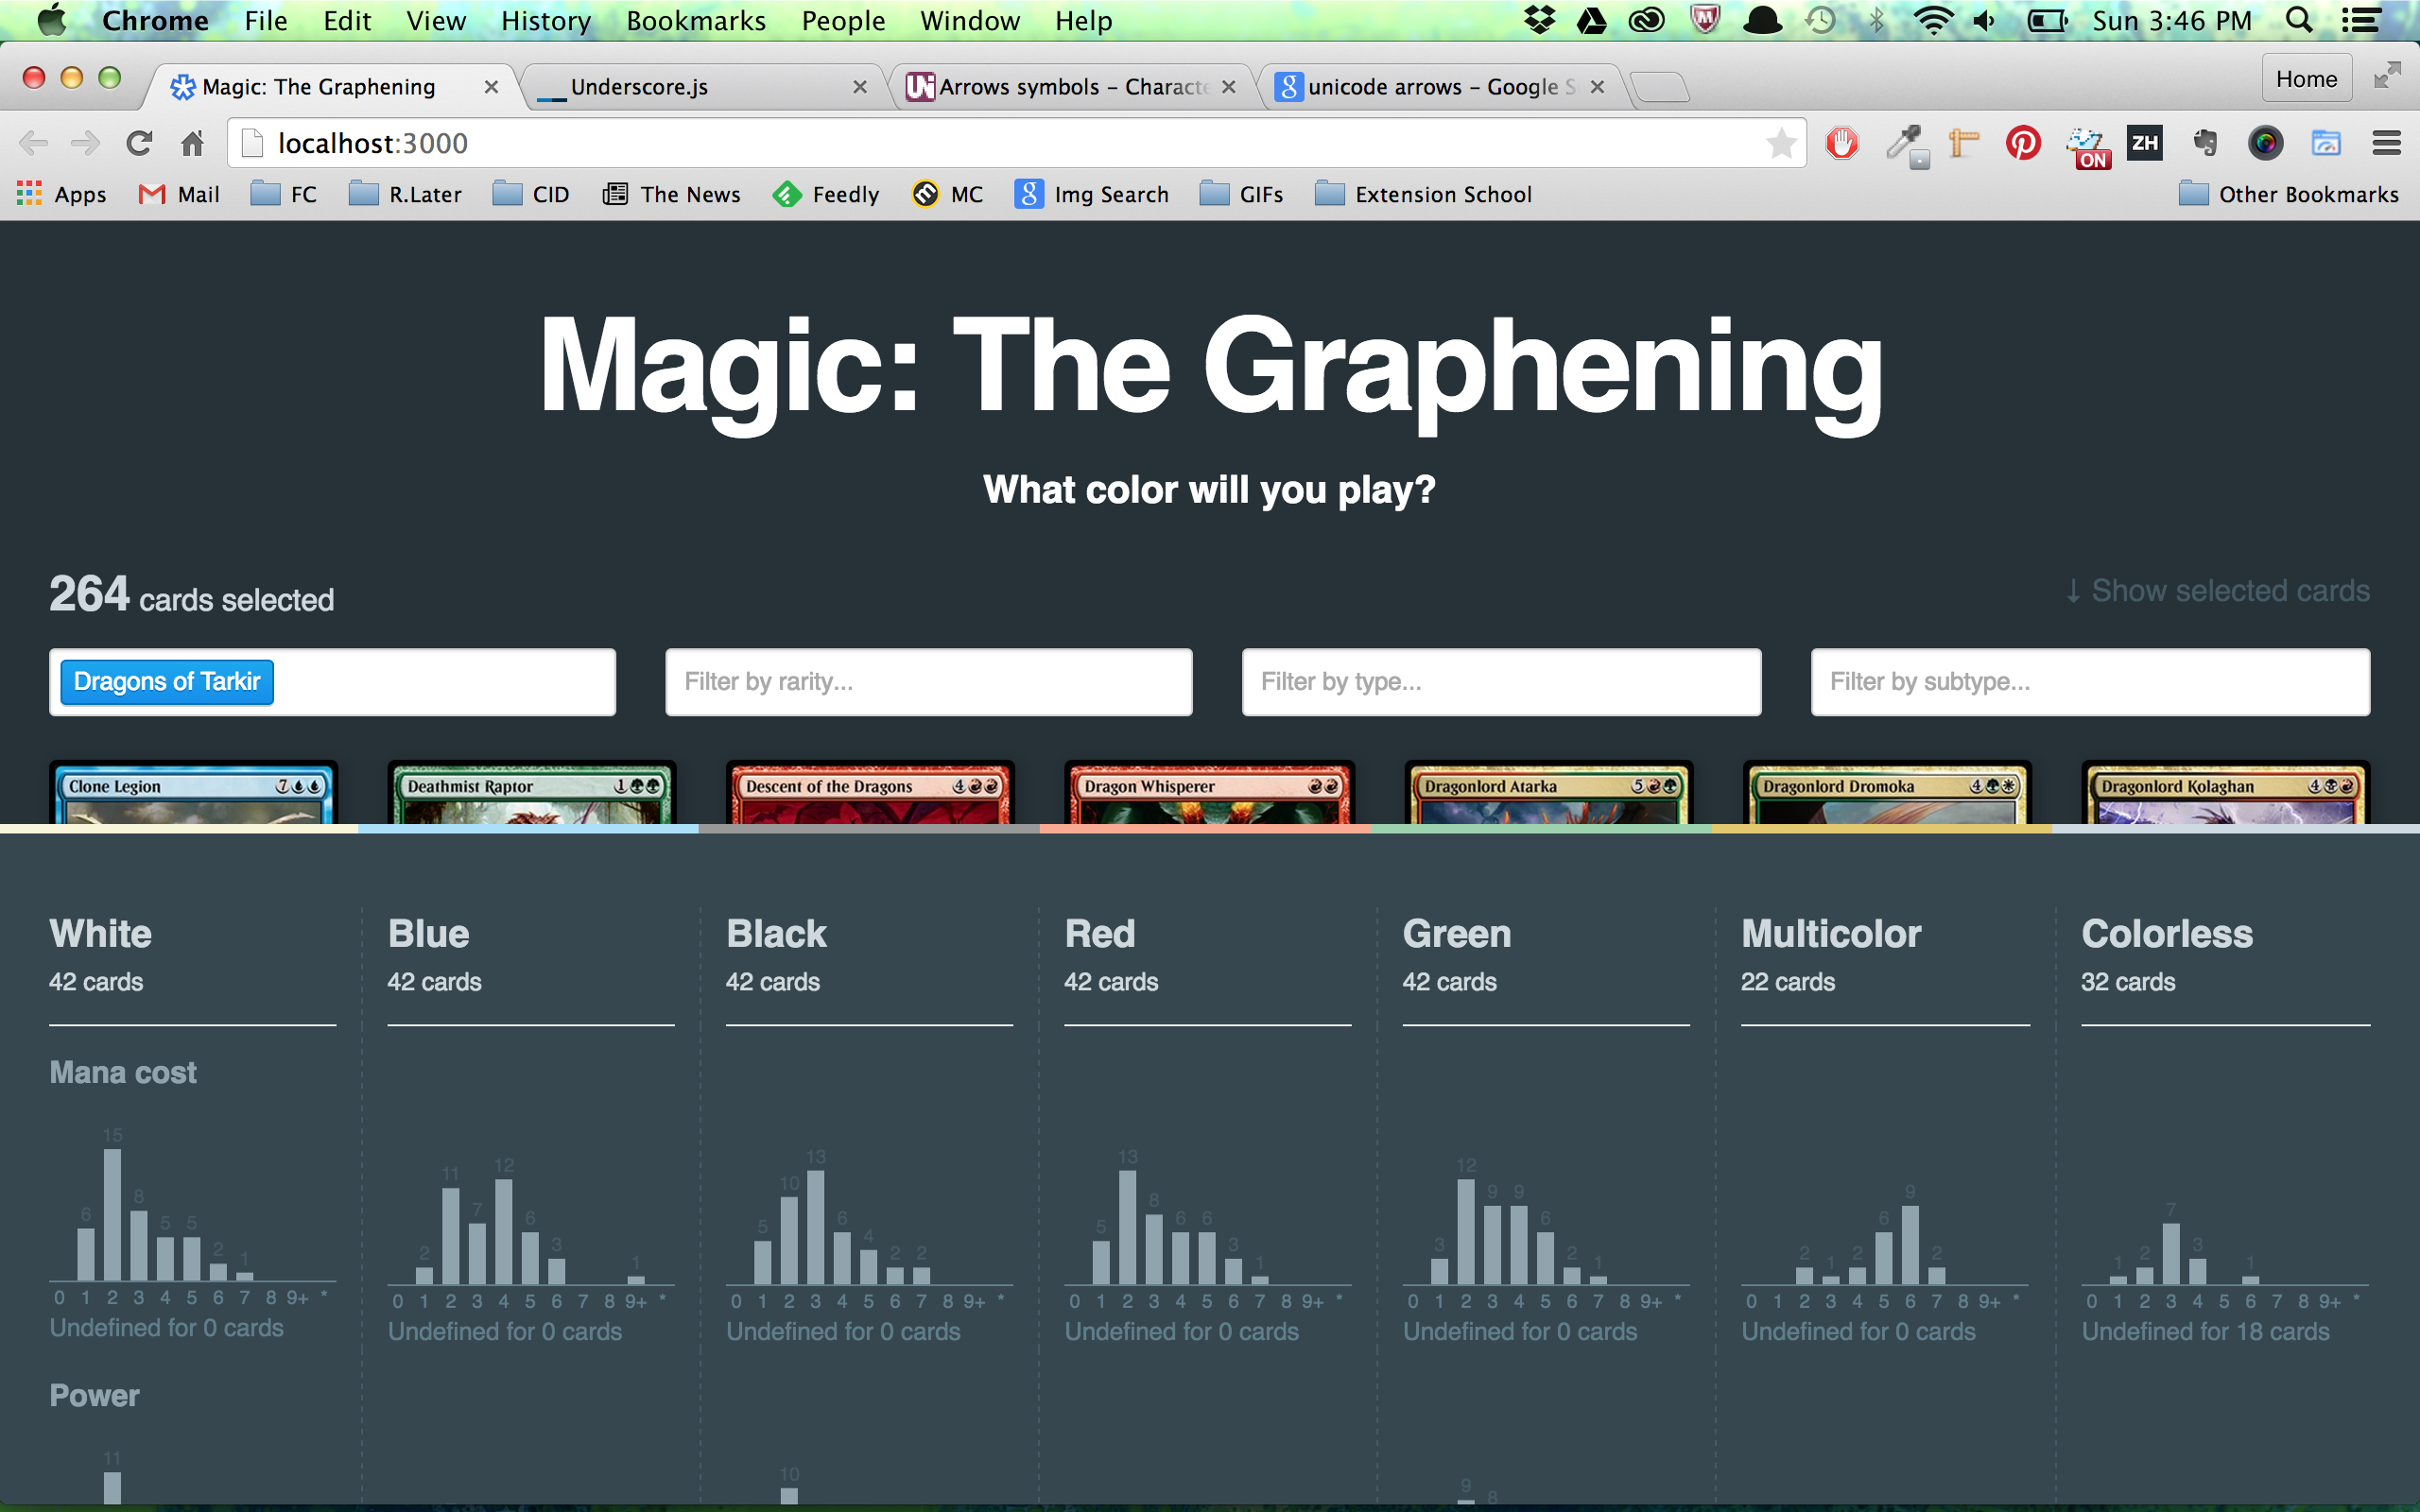 Chrome File Edit View History Bookmarks People Window Help Sun 3:46 PM
Magic: The Graphening Underscore.js Arrows symbols – Characte unicode arrows – Google S Home
localhost:3000 ON ZH
Apps Mail FC R.Later CID The News Feedly MC Img Search GIFs Extension School Other Bookmarks
Magic: The Graphening
What color will you play?
264 cards selected ↓ Show selected cards
Dragons of Tarkir Filter by rarity... Filter by type... Filter by subtype...
Clone Legion 7 Deathmist Raptor 1 Descent of the Dragons 4 Dragon Whisperer Dragonlord Atarka 5 Dragonlord Dromoka 4 Dragonlord Kolaghan 4
White Blue Black Red Green Multicolor Colorless
42 cards 42 cards 42 cards 42 cards 42 cards 22 cards 32 cards
Mana cost
6 15 8 5 5 2 1
2 11 7 12 6 3 1
5 10 13 6 4 2 2
5 13 8 6 6 3 1
3 12 9 9 6 2 1
2 1 2 6 9 2
1 2 7 3 1
0 1 2 3 4 5 6 7 8 9+ * 0 1 2 3 4 5 6 7 8 9+ * 0 1 2 3 4 5 6 7 8 9+ * 0 1 2 3 4 5 6 7 8 9+ * 0 1 2 3 4 5 6 7 8 9+ * 0 1 2 3 4 5 6 7 8 9+ * 0 1 2 3 4 5 6 7 8 9+ *
Undefined for 0 cards Undefined for 0 cards Undefined for 0 cards Undefined for 0 cards Undefined for 0 cards Undefined for 0 cards Undefined for 18 cards
Power
11 10 9 8